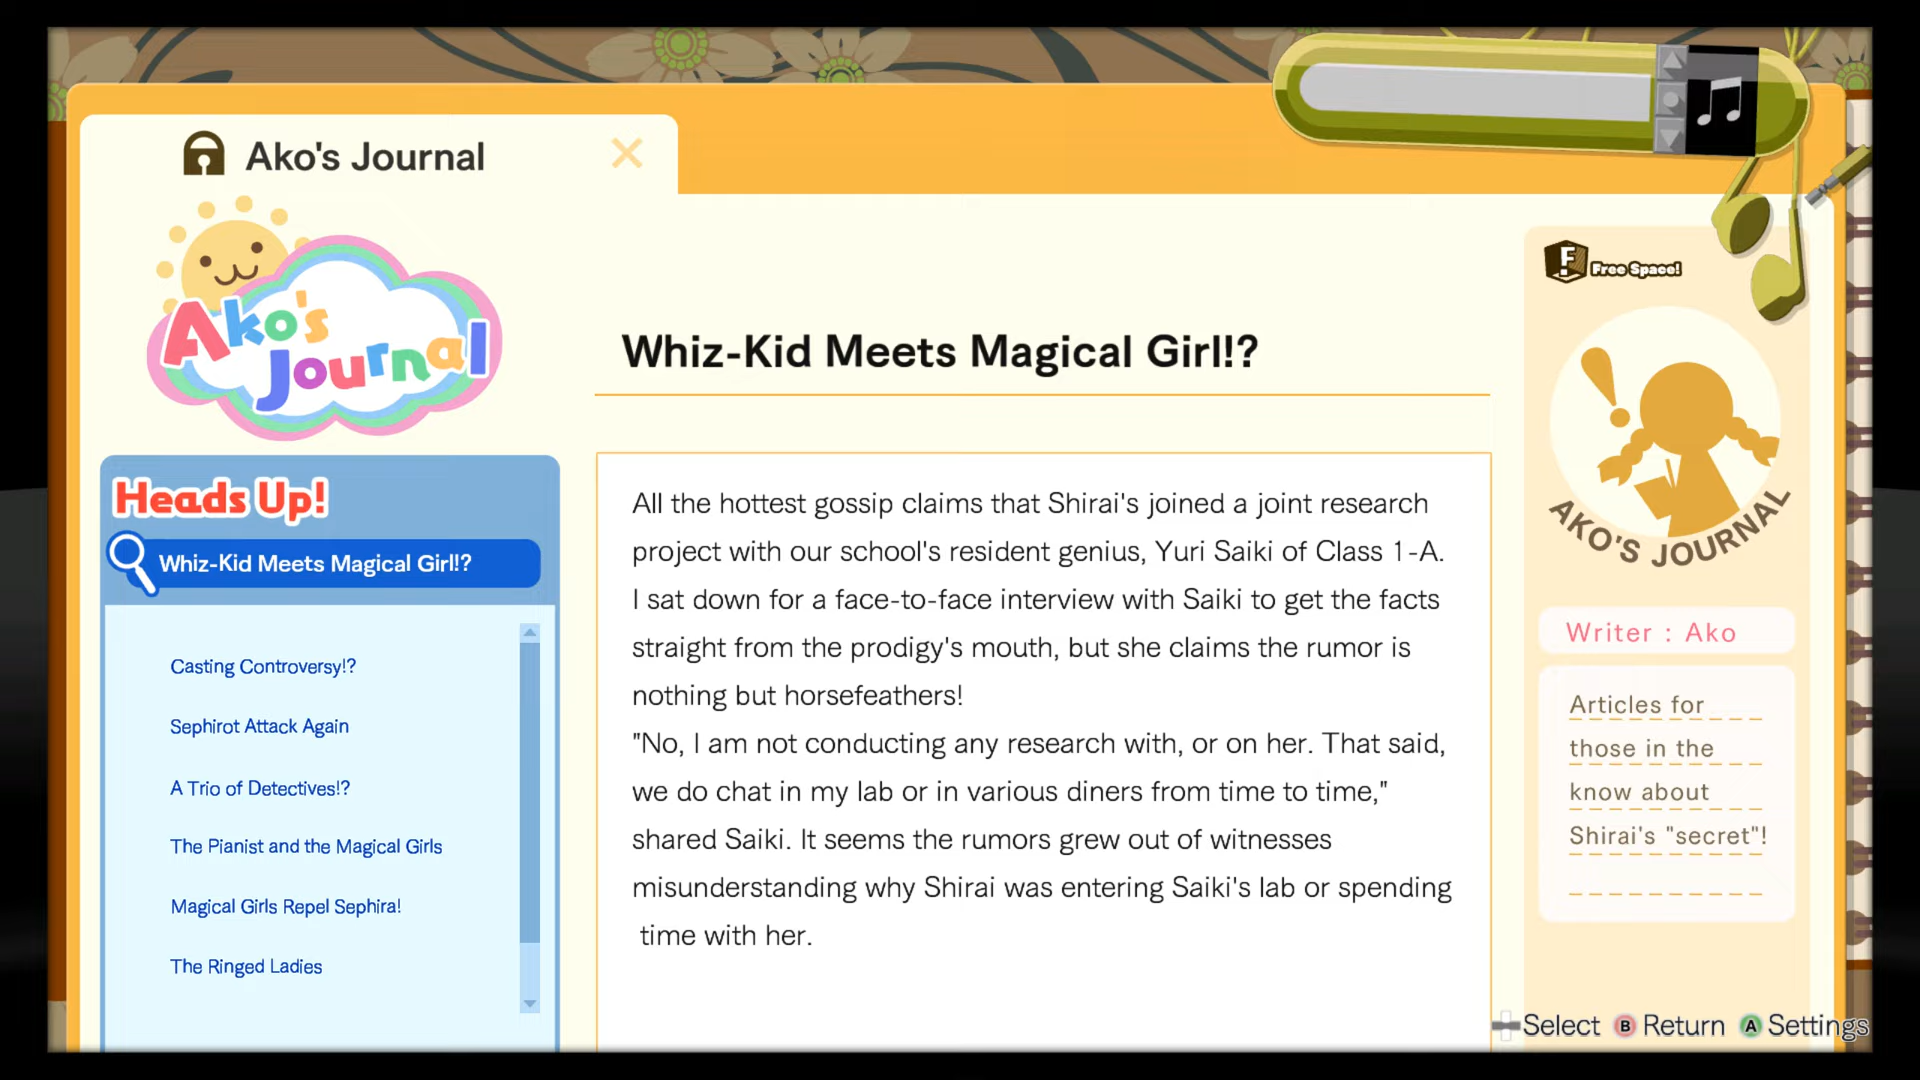 Ako's Journal
Ako's
Journal
Heads Up!
Whiz-Kid Meets Magical Girl!?
Casting Controversy!?
Sephirot Attack Again
A Trio of Detectives!?
The Pianist and the Magical Girls
Magical Girls Repel Sephira!
The Ringed Ladies
Whiz-Kid Meets Magical Girl!?
All the hottest gossip claims that Shirai's joined a joint research
project with our school's resident genius, Yuri Saiki of Class 1-A.
I sat down for a face-to-face interview with Saiki to get the facts
straight from the prodigy's mouth, but she claims the rumor is
nothing but horsefeathers!
"No, I am not conducting any research with, or on her. That said,
we do chat in my lab or in various diners from time to time,"
shared Saiki. It seems the rumors grew out of witnesses
misunderstanding why Shirai was entering Saiki's lab or spending
time with her.
F Free Space!
AKO'S JOURNAL
Writer : Ako
Articles for
those in the
know about
Shirai's "secret"!
Select B Return A Settings